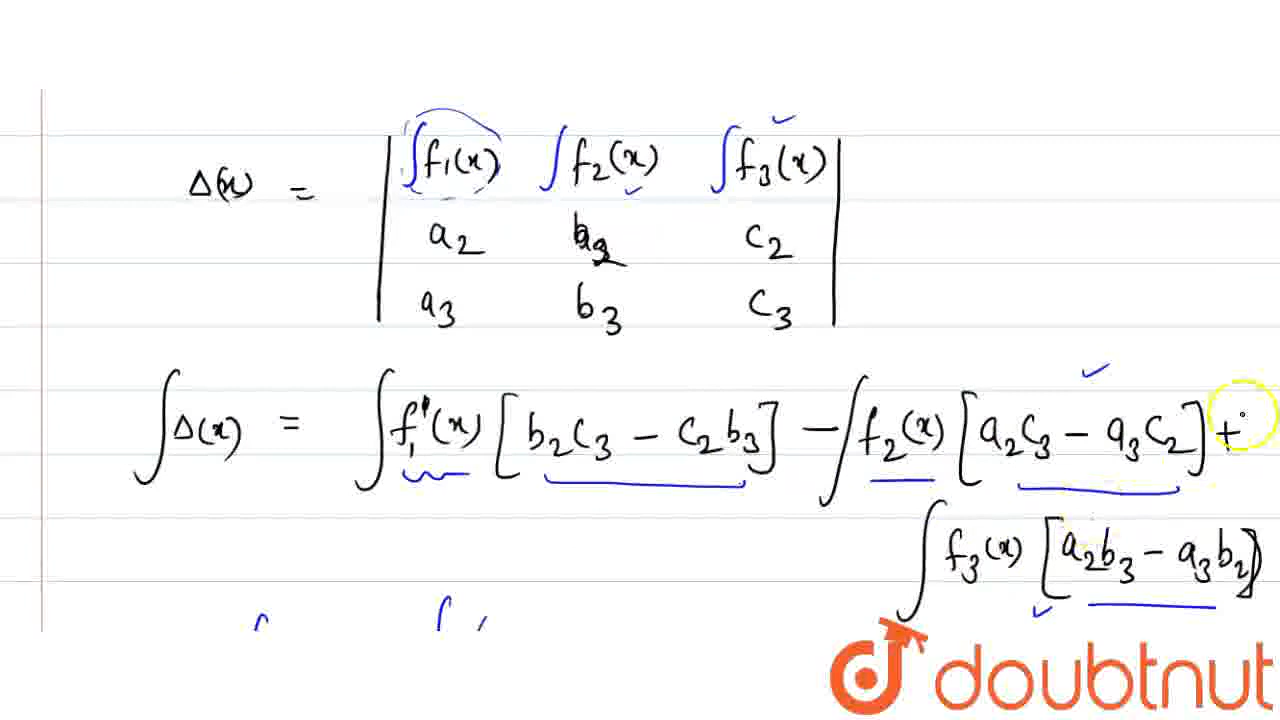 Δ(x) = | ∫f₁(x) ∫f₂(x) ∫f₃(x) |
a₂ b₂ c₂
a₃ b₃ c₃
∫Δ(x) = ∫f₁(x) [b₂c₃ − c₂b₃] − ∫f₂(x) [a₂c₃ − a₃c₂] +
∫f₃(x) [a₂b₃ − a₃b₂]
doubtnut